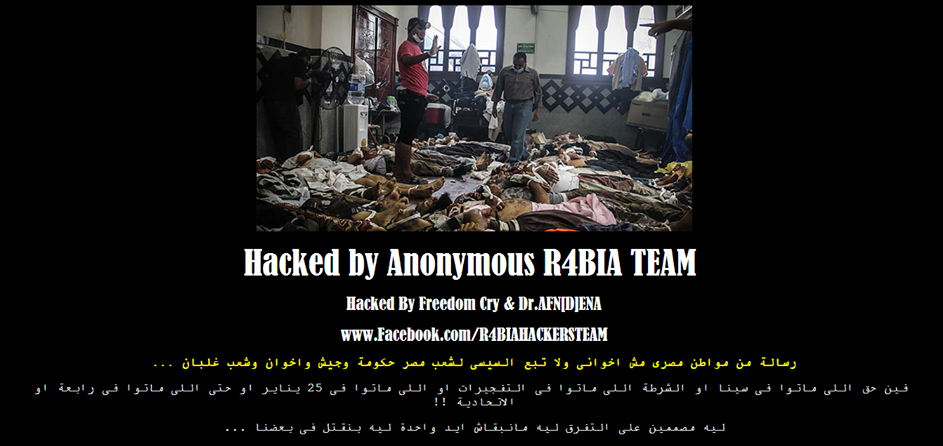 Hacked by Anonymous R4BIA TEAM
Hacked By Freedom Cry & Dr.AFN[D]ENA
www.Facebook.com/R4BIAHACKERSTEAM
رسالة من مواطن مصرى مش اخوانى ولا تبع السيسى لشعب مصر حكومة وجيش واخوان وشعب غلبان ...
فين حق اللى ماتوا فى سينا او الشرطة اللى ماتوا فى التفجيرات او اللى ماتوا فى 25 يناير او حتى اللى ماتوا فى رابعة او
الاتحادية !!
ليه مصممين على التفرق ليه مانبقاش ايد واحدة ليه بنقتل فى بعضنا ...